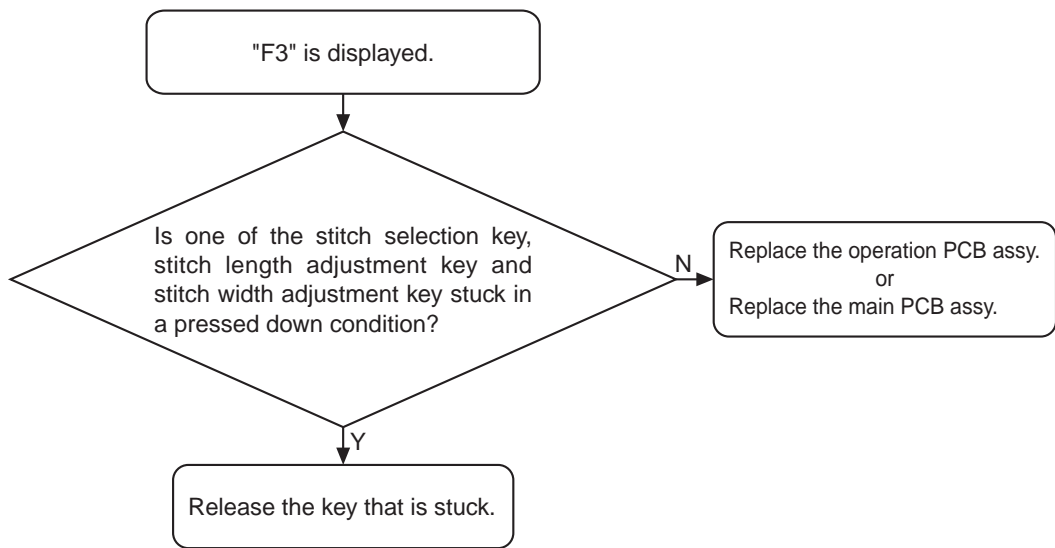 "F3" is displayed.
Is one of the stitch selection key,
stitch length adjustment key and
stitch width adjustment key stuck in
a pressed down condition?
N
Replace the operation PCB assy.
or
Replace the main PCB assy.
Y
Release the key that is stuck.